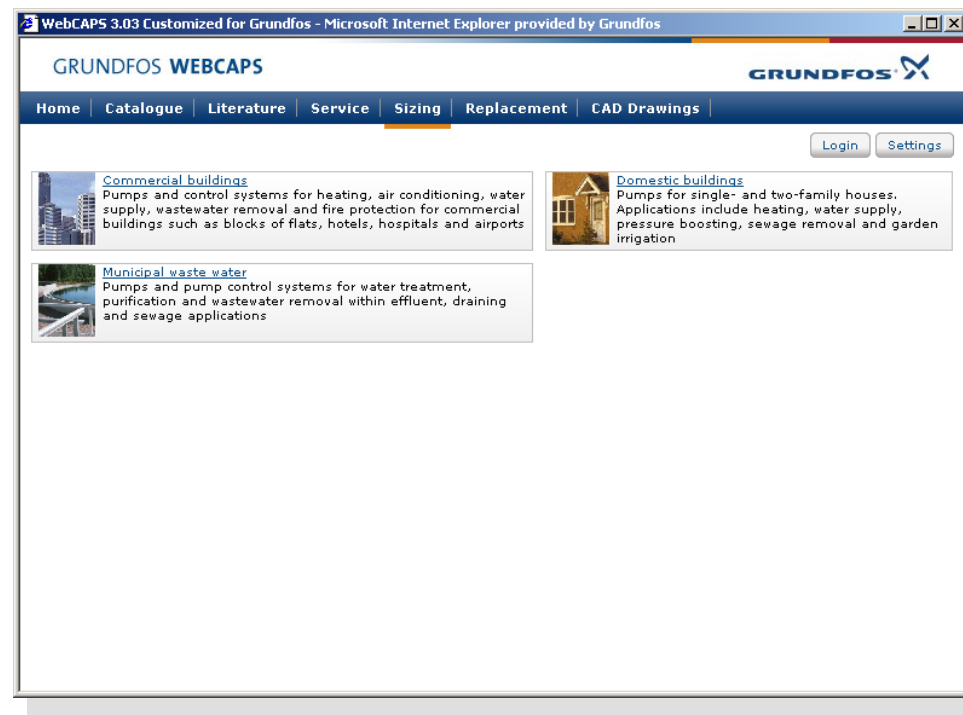 WebCAPS 3.03 Customized for Grundfos - Microsoft Internet Explorer provided by Grundfos
GRUNDFOS WEBCAPS
GRUNDFOS
Home | Catalogue | Literature | Service | Sizing | Replacement | CAD Drawings |
Login Settings
Commercial buildings
Pumps and control systems for heating, air conditioning, water
supply, wastewater removal and fire protection for commercial
buildings such as blocks of flats, hotels, hospitals and airports
Domestic buildings
Pumps for single- and two-family houses.
Applications include heating, water supply,
pressure boosting, sewage removal and garden
irrigation
Municipal waste water
Pumps and pump control systems for water treatment,
purification and wastewater removal within effluent, draining
and sewage applications